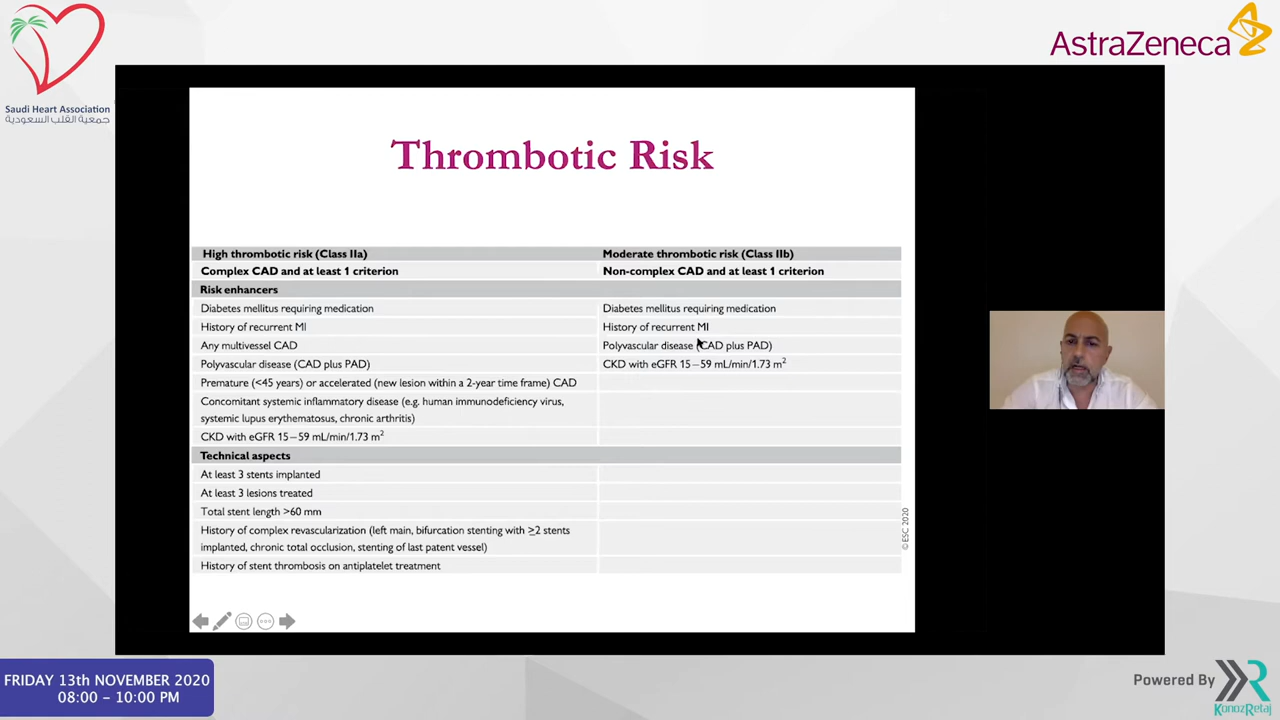 Saudi Heart Association
جمعية القلب السعودية
AstraZeneca
Thrombotic Risk
High thrombotic risk (Class IIa)
Moderate thrombotic risk (Class IIb)
Complex CAD and at least 1 criterion
Non-complex CAD and at least 1 criterion
Risk enhancers
Diabetes mellitus requiring medication
Diabetes mellitus requiring medication
History of recurrent MI
History of recurrent MI
Any multivessel CAD
Polyvascular disease (CAD plus PAD)
Polyvascular disease (CAD plus PAD)
CKD with eGFR 15–59 mL/min/1.73 m²
Premature (<45 years) or accelerated (new lesion within a 2-year time frame) CAD
Concomitant systemic inflammatory disease (e.g. human immunodeficiency virus,
systemic lupus erythematosus, chronic arthritis)
CKD with eGFR 15–59 mL/min/1.73 m²
Technical aspects
At least 3 stents implanted
At least 3 lesions treated
Total stent length >60 mm
History of complex revascularization (left main, bifurcation stenting with ≥2 stents
implanted, chronic total occlusion, stenting of last patent vessel)
History of stent thrombosis on antiplatelet treatment
© ESC 2020
FRIDAY 13th NOVEMBER 2020
08:00 – 10:00 PM
Powered By
KonozRetaj